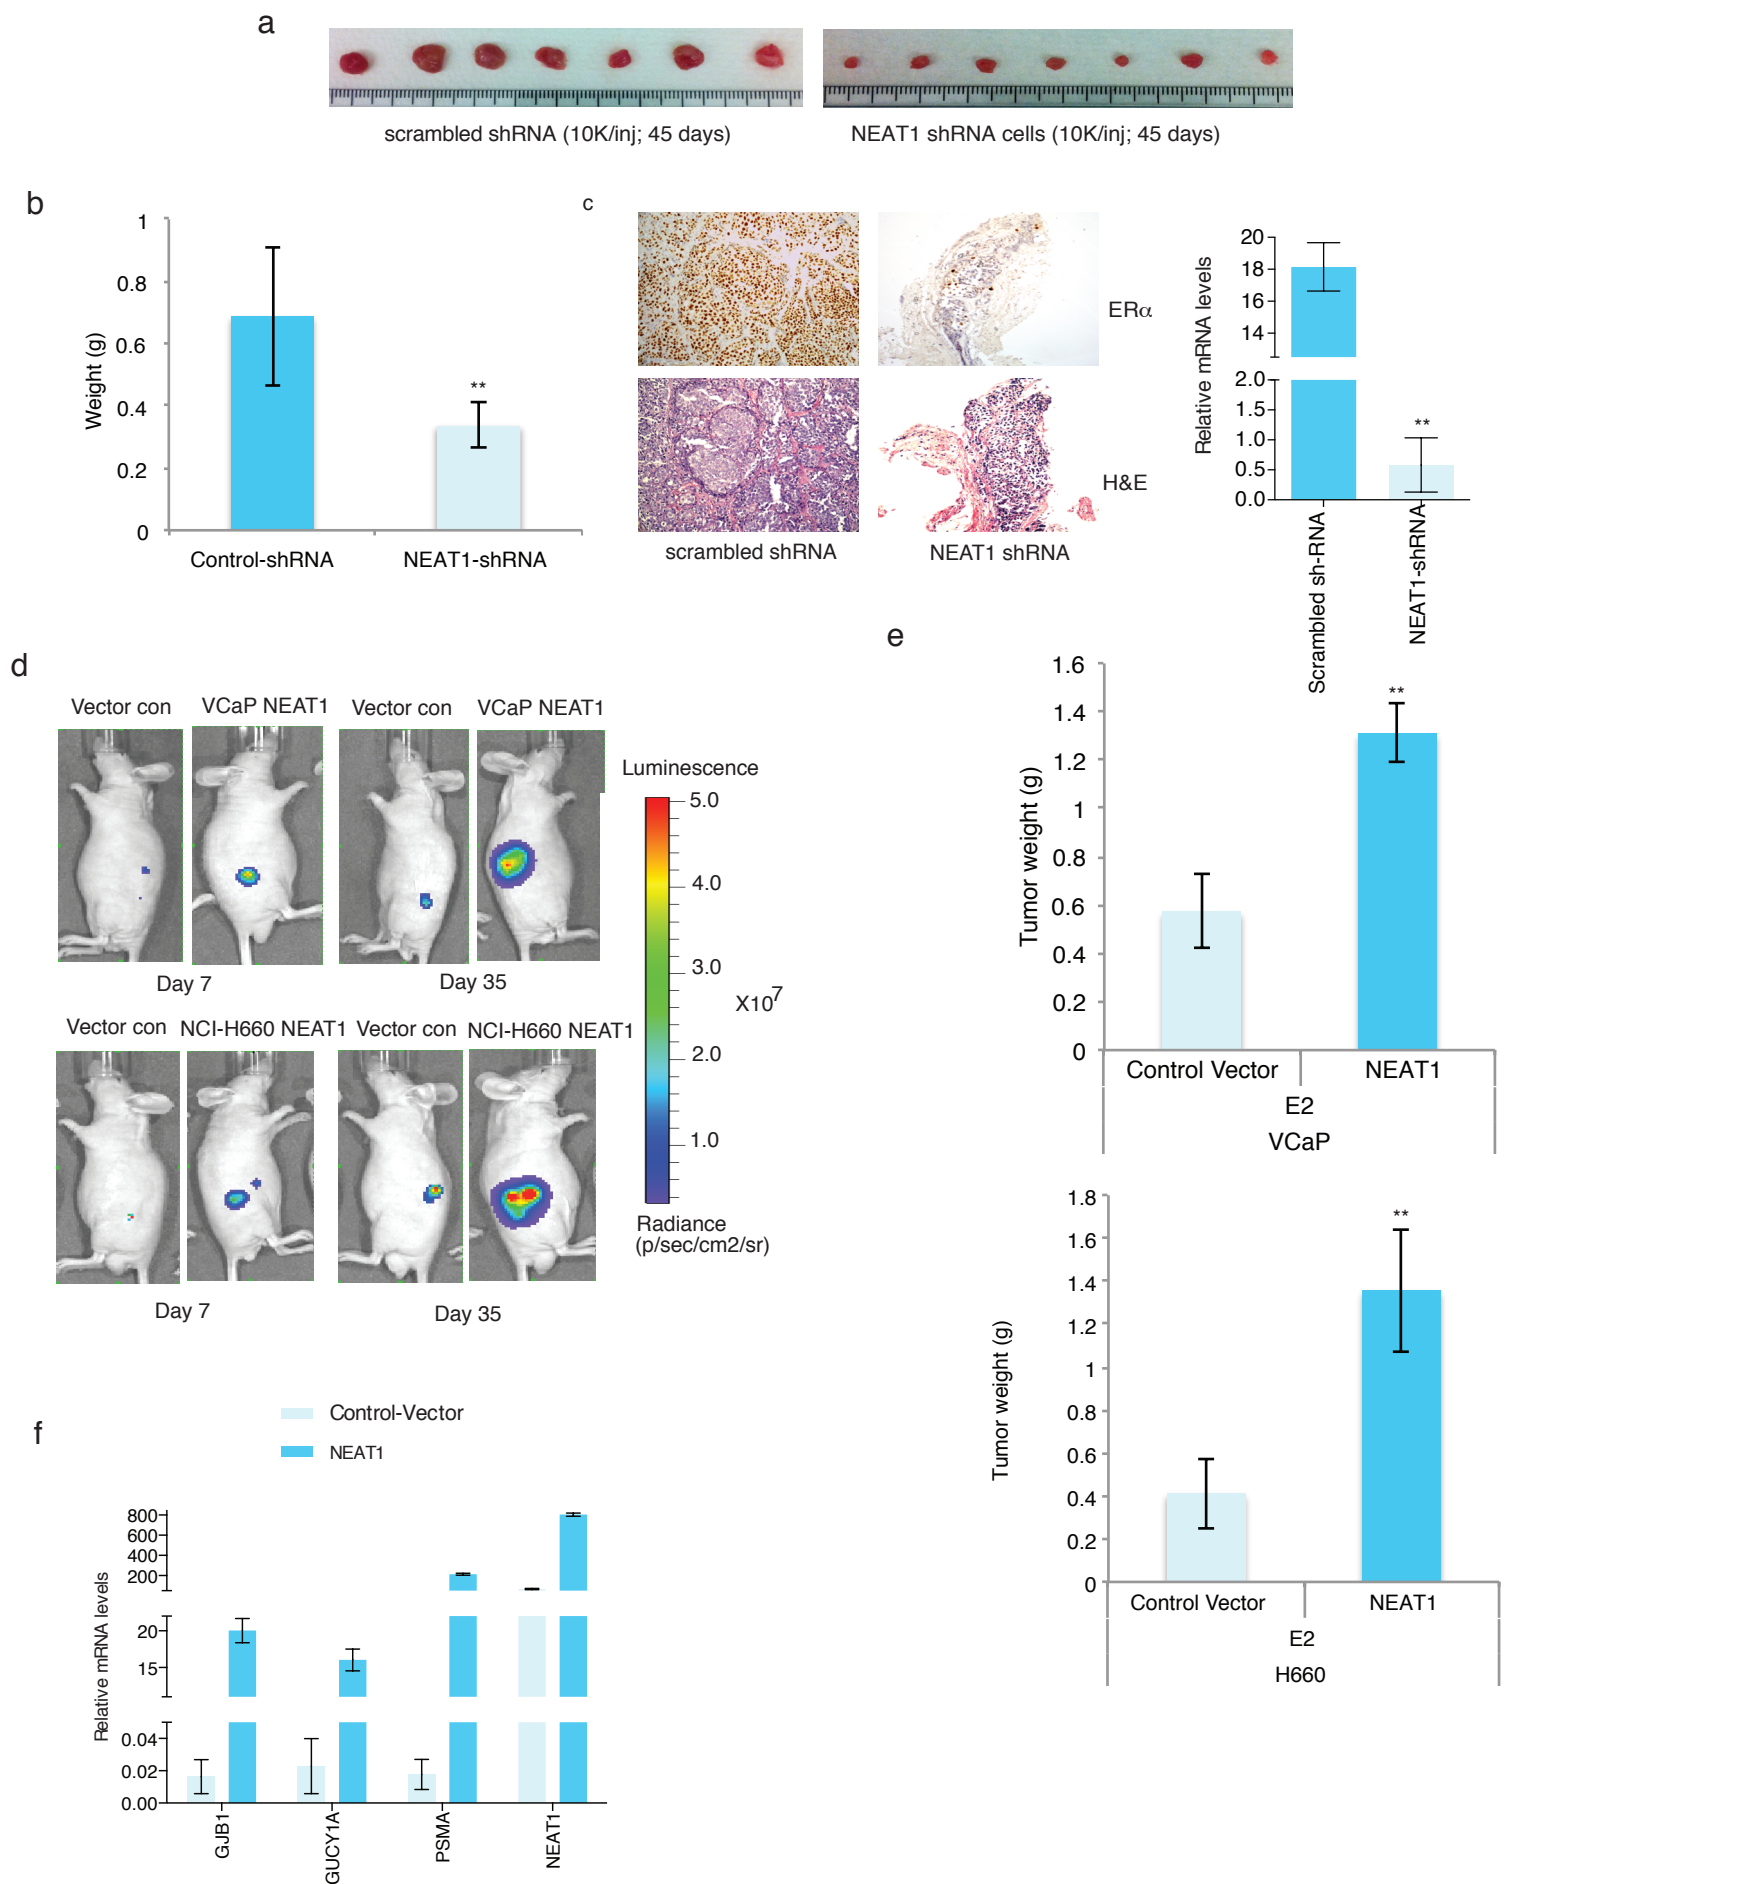 a
scrambled shRNA (10K/inj; 45 days)
NEAT1 shRNA cells (10K/inj; 45 days)
b
Weight (g)
1
0.8
0.6
0.4
0.2
0
**
Control-shRNA
NEAT1-shRNA
c
ERα
H&E
scrambled shRNA
NEAT1 shRNA
Relative mRNA levels
20
18
16
14
2.0
1.5
1.0
0.5
0.0
**
Scrambled sh-RNA
NEAT1-shRNA
d
Vector con
VCaP NEAT1
Vector con
VCaP NEAT1
Day 7
Day 35
Vector con
NCI-H660 NEAT1
Vector con
NCI-H660 NEAT1
Day 7
Day 35
Luminescence
5.0
4.0
3.0
2.0
1.0
X10⁷
Radiance
(p/sec/cm2/sr)
e
Tumor weight (g)
1.6
1.4
1.2
1
0.8
0.6
0.4
0.2
0
**
Control Vector
NEAT1
E2
VCaP
Tumor weight (g)
1.8
1.6
1.4
1.2
1
0.8
0.6
0.4
0.2
0
**
Control Vector
NEAT1
E2
H660
f
Control-Vector
NEAT1
Relative mRNA levels
800
600
400
200
20
15
0.04
0.02
0.00
GJB1
GUCY1A
PSMA
NEAT1